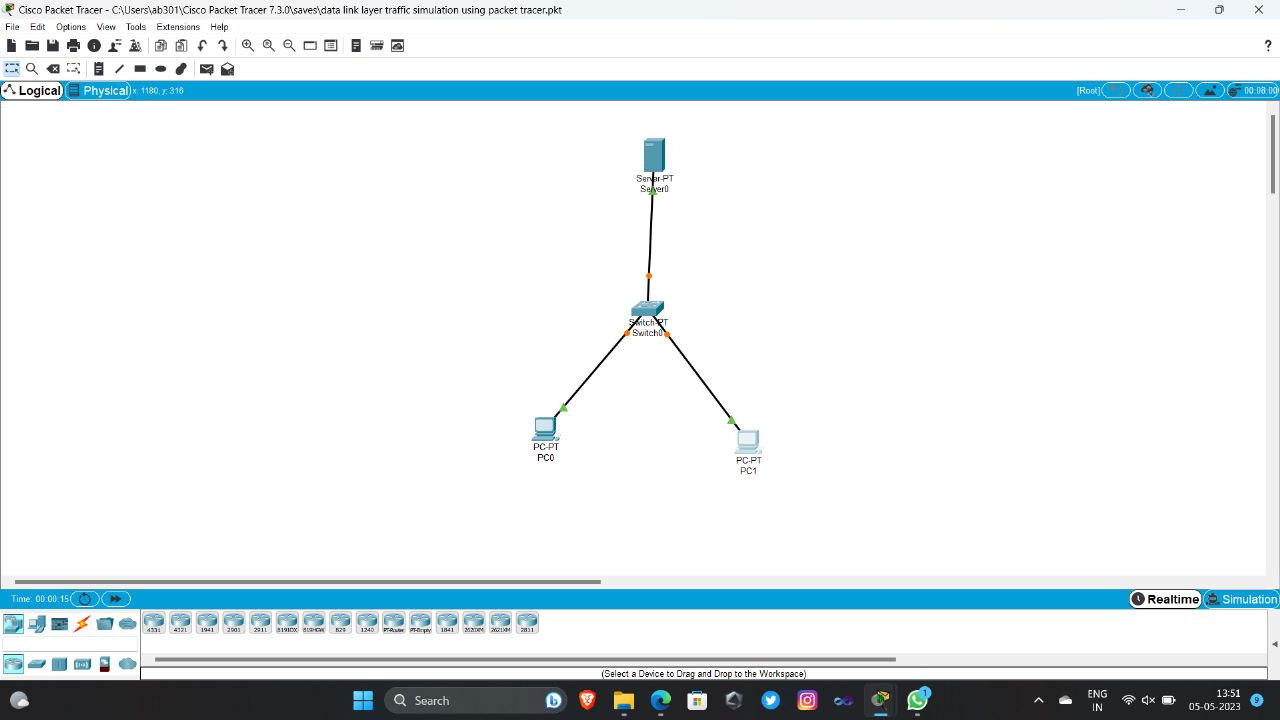 Cisco Packet Tracer - C:\Users\ab301\Cisco Packet Tracer 7.3.0\saves\data link layer traffic simulation using packet tracer.pkt
File Edit Options View Tools Extensions Help
?
Logical Physical x: 1180, y: 316 [Root] 00:08:00
Server-PT
Server0
Switch-PT
Switch0
PC-PT
PC0
PC-PT
PC1
Time: 00:00:15 Realtime Simulation
4331 4321 1941 2901 2911 819IOX 819HGW 829 1240 PT-Router PT-Empty 1841 2620XM 2621XM 2811
(Select a Device to Drag and Drop to the Workspace)
Search
1
ENG
IN
13:51
05-05-2023
9